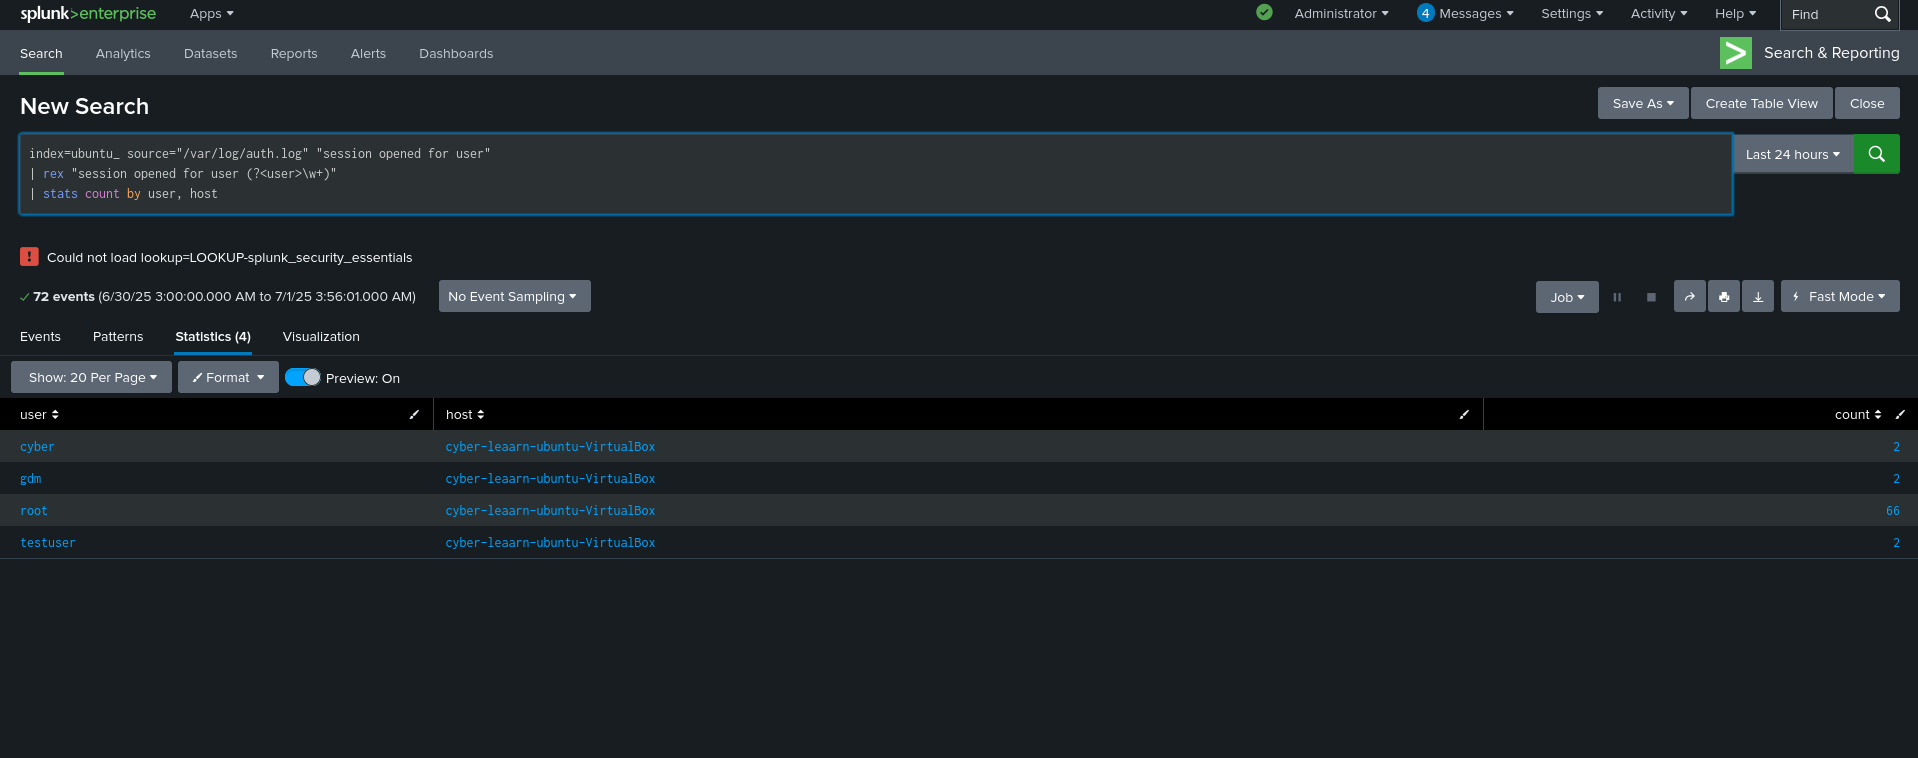 splunk>enterprise Apps Administrator 4 Messages Settings Activity Help Find
Search Analytics Datasets Reports Alerts Dashboards Search & Reporting
New Search Save As Create Table View Close
index=ubuntu_ source="/var/log/auth.log" "session opened for user"
| rex "session opened for user (?<user>\w+)"
| stats count by user, host
Last 24 hours
Could not load lookup=LOOKUP-splunk_security_essentials
72 events (6/30/25 3:00:00.000 AM to 7/1/25 3:56:01.000 AM) No Event Sampling Job Fast Mode
Events Patterns Statistics (4) Visualization
Show: 20 Per Page Format Preview: On
user host count
cyber cyber-leaarn-ubuntu-VirtualBox 2
gdm cyber-leaarn-ubuntu-VirtualBox 2
root cyber-leaarn-ubuntu-VirtualBox 66
testuser cyber-leaarn-ubuntu-VirtualBox 2